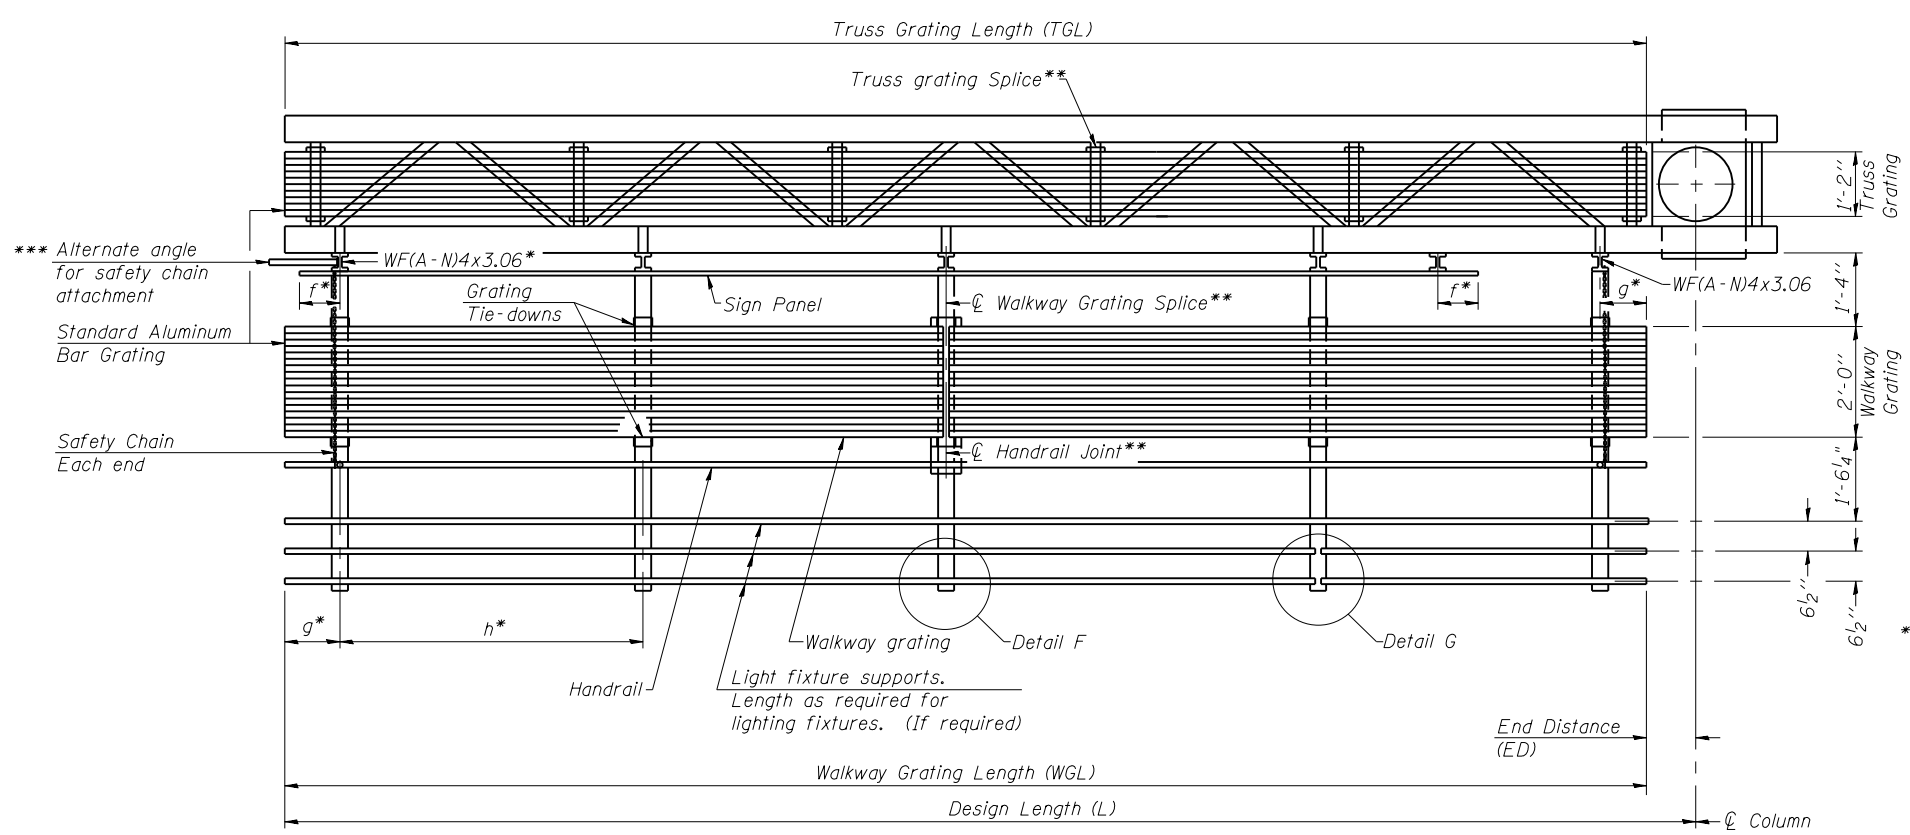 Truss Grating Length (TGL)
Truss grating Splice**
1'-2''
Truss
Grating
*** Alternate angle
for safety chain
attachment
WF(A-N)4x3.06*
WF(A-N)4x3.06
f*
Grating
Tie-downs
Sign Panel
℄ Walkway Grating Splice**
f*
g*
1'-4''
Standard Aluminum
Bar Grating
2'-0''
Walkway
Grating
Safety Chain
Each end
℄ Handrail Joint**
1'-6¼"
6½''
6½''
*
g*
h*
Walkway grating
Detail F
Detail G
Handrail
Light fixture supports.
Length as required for
lighting fixtures. (If required)
End Distance
(ED)
Walkway Grating Length (WGL)
Design Length (L)
℄ Column